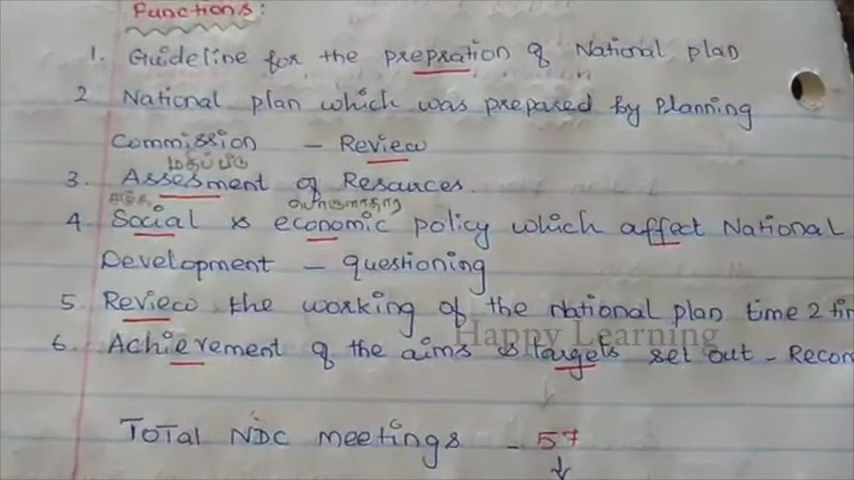 Functions:
1. Guideline for the prepration of National plan
2 National plan which was prepared by Planning
Commission - Review
மதிப்பீடு
3. Assesment of Resources.
சமூக பொருளாதார
4 Social & economic policy which affect National
Development - questioning
5. Review the working of the national plan time 2
Happy Learning
6. Achievement of the aims & targets set out - Recom
Total NDC meetings - 57